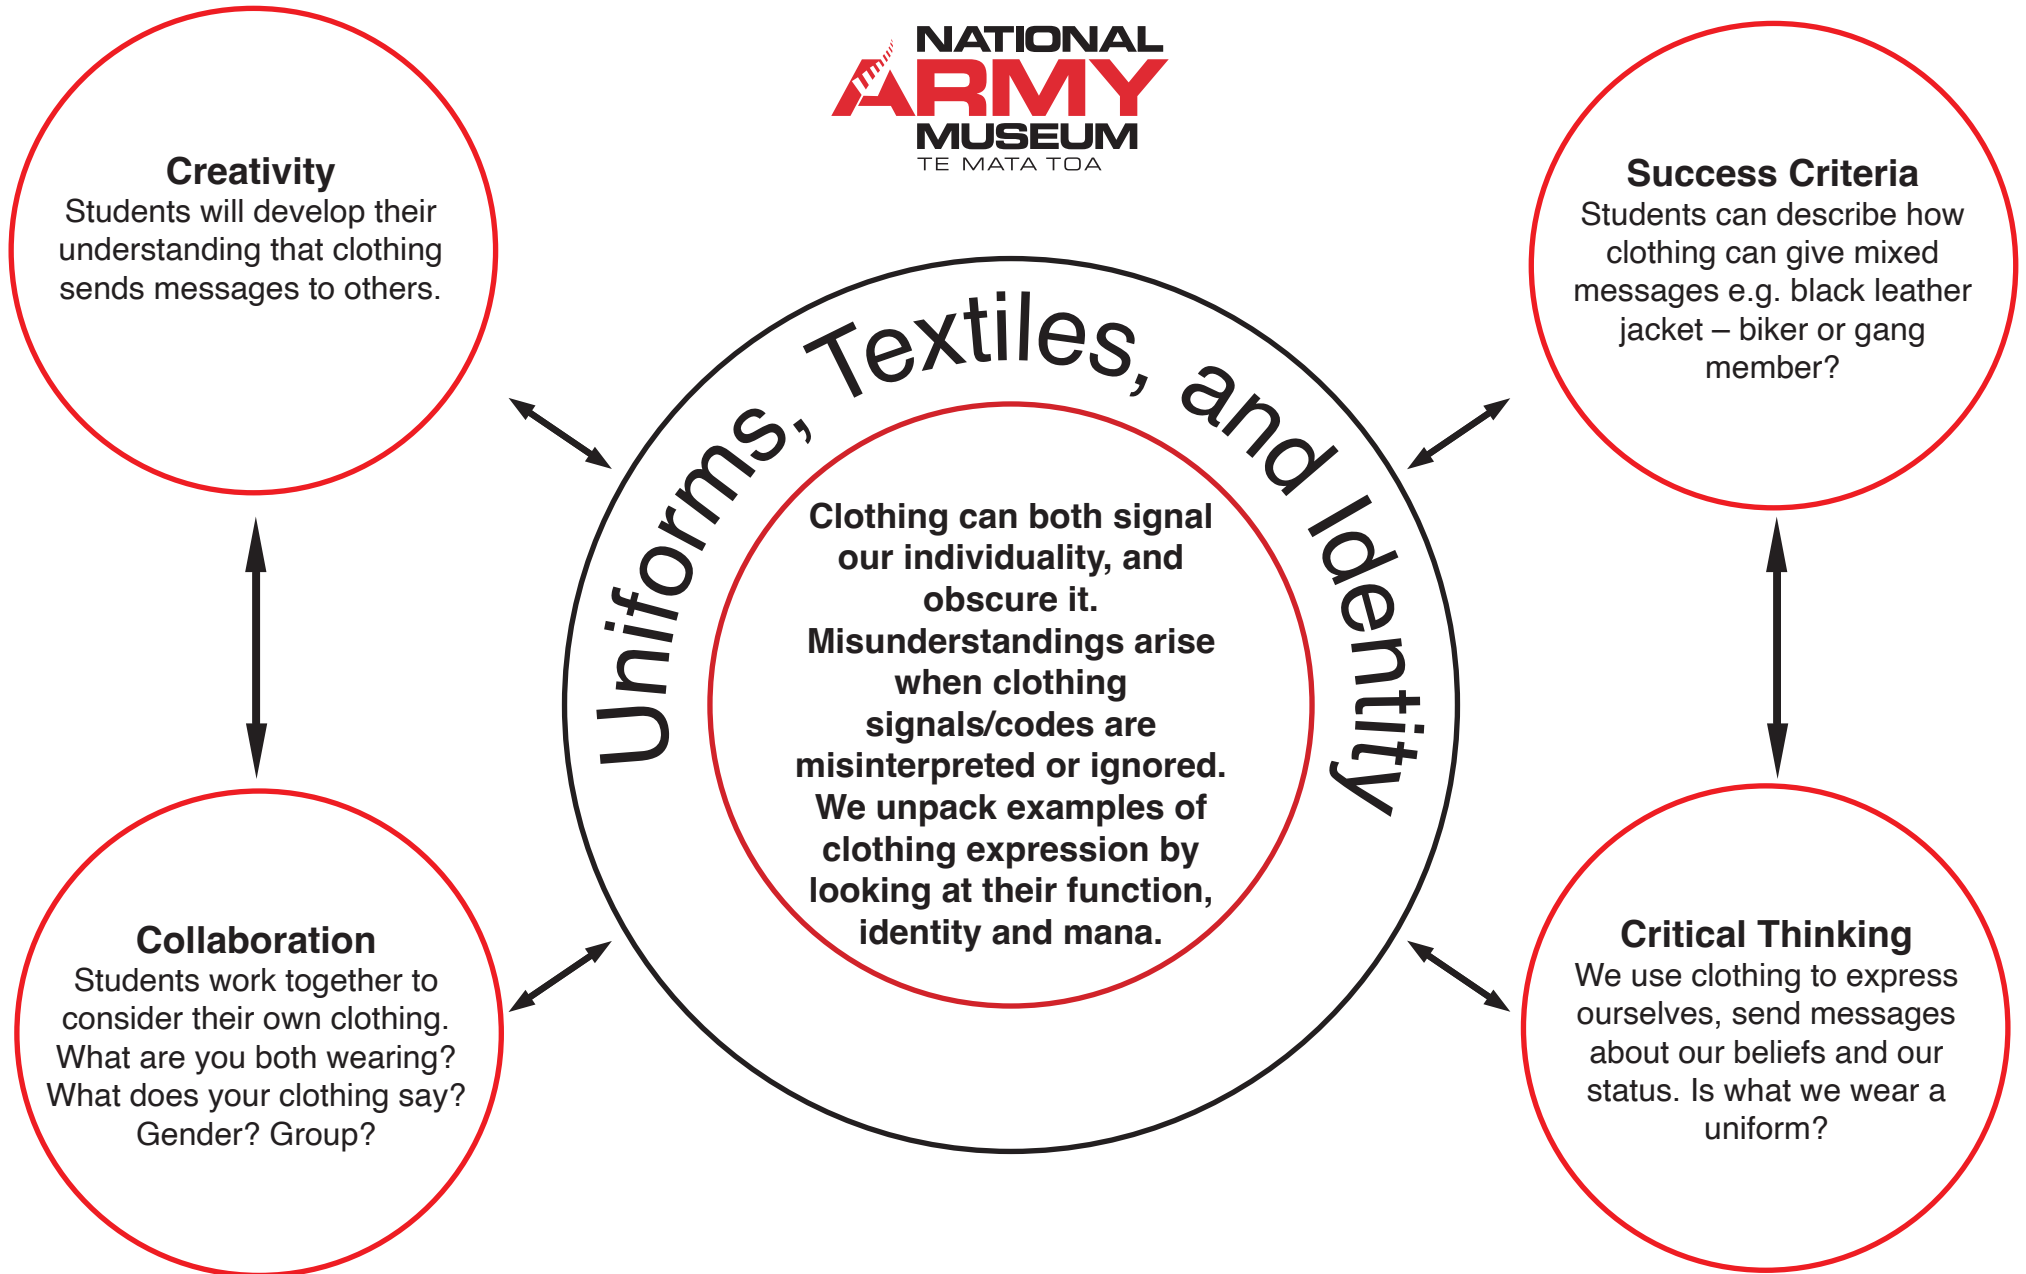 NATIONAL
ARMY
MUSEUM
TE MATA TOA
Creativity
Students will develop their
understanding that clothing
sends messages to others.
Success Criteria
Students can describe how
clothing can give mixed
messages e.g. black leather
jacket – biker or gang
member?
Uniforms, Textiles, and Identity
Clothing can both signal
our individuality, and
obscure it.
Misunderstandings arise
when clothing
signals/codes are
misinterpreted or ignored.
We unpack examples of
clothing expression by
looking at their function,
identity and mana.
Collaboration
Students work together to
consider their own clothing.
What are you both wearing?
What does your clothing say?
Gender? Group?
Critical Thinking
We use clothing to express
ourselves, send messages
about our beliefs and our
status. Is what we wear a
uniform?